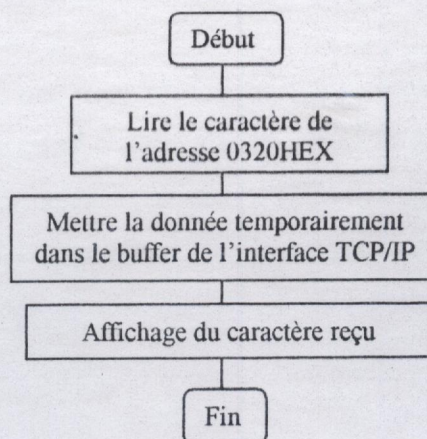 Début
Lire le caractère de
l'adresse 0320HEX
Mettre la donnée temporairement
dans le buffer de l'interface TCP/IP
Affichage du caractère reçu
Fin